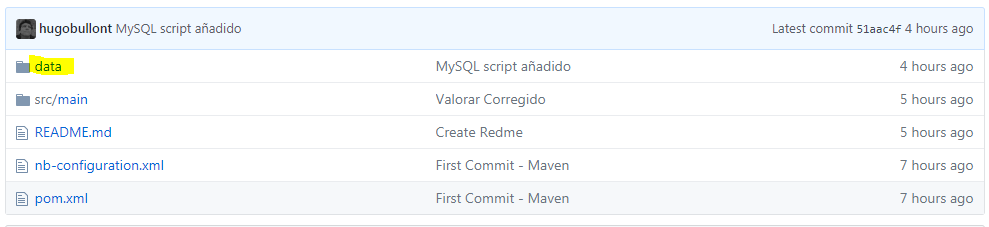 hugobullont MySQL script añadido Latest commit 51aac4f 4 hours ago
data MySQL script añadido 4 hours ago
src/main Valorar Corregido 5 hours ago
README.md Create Redme 5 hours ago
nb-configuration.xml First Commit - Maven 7 hours ago
pom.xml First Commit - Maven 7 hours ago